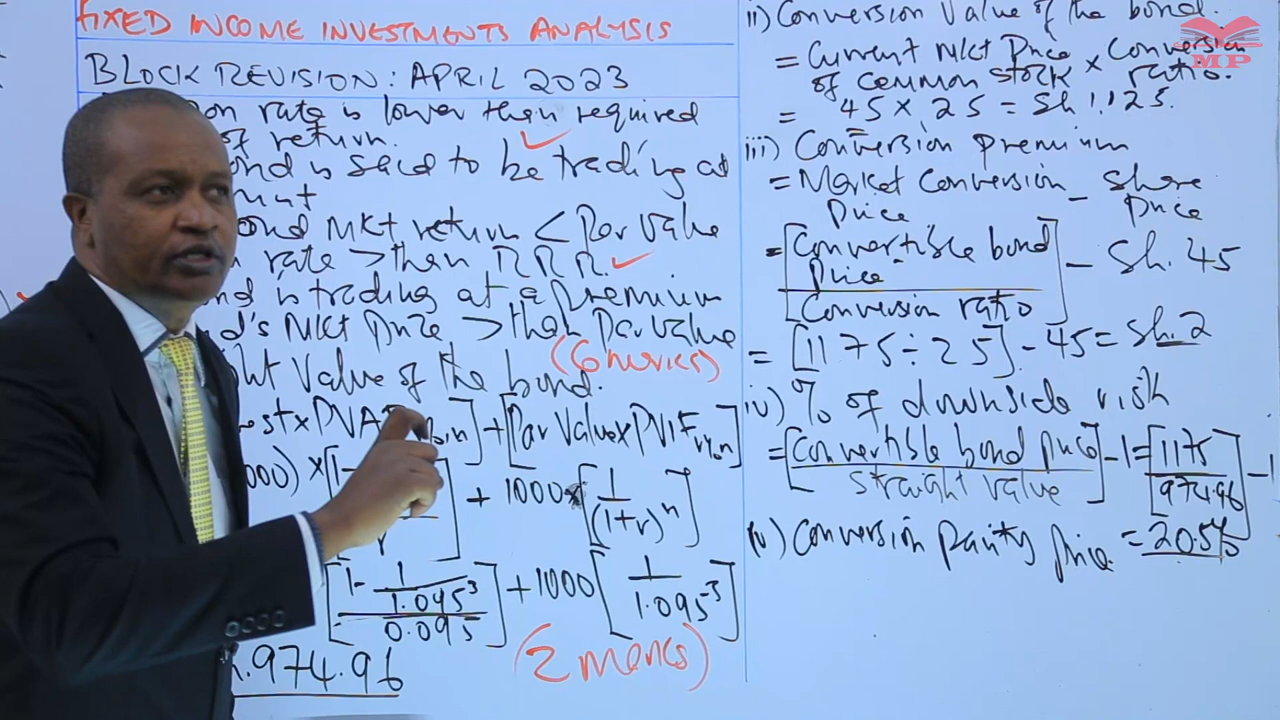 FIXED INCOME INVESTMENTS ANALYSIS
BLOCK REVISION: APRIL 2023
on rate is lower than required
of return.
ond is said to be trading at
unt
ond Mkt return < Par Value
n rate > than R.R.R.
nd is trading at a premium
d's Mkt price > than par value
(6 marks)
ht Value of the bond.
est x PVA ] + [Par Value x PVIF r%,n]
000) x [1- r ] + 1000 x [1/(1+r)^n]
[1 - 1/1.095^3 / 0.095] + 1000 [1/1.095^3]
.974.96
(2 marks)
ii) Conversion Value of the bond.
= Current Mkt Price x Conversion
of common stock ratio.
= 45 x 25 = Sh 1,125.
iii) Conversion premium
= Market Conversion - Share
Price Price
= [Convertible bond
Price
Conversion ratio] - Sh. 45
= [1175 ÷ 25] - 45 = Sh. 2
iv) % of downside risk
= [Convertible bond price / straight value] - 1 = [1175 / 974.96] - 1
= 20.5%
(v) Conversion parity price.
MP